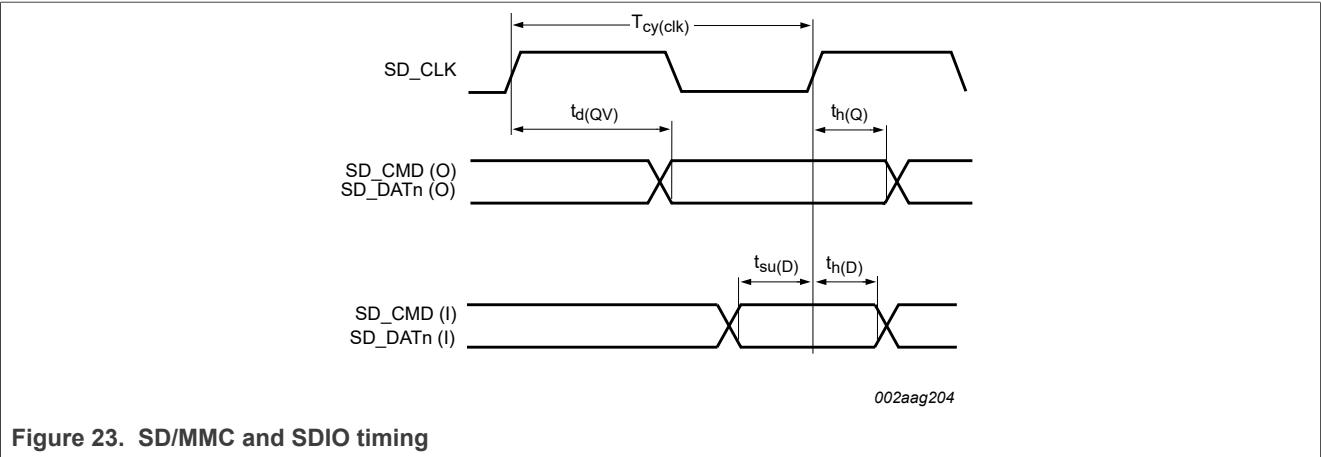 Tcy(clk)
SD_CLK
td(QV)
th(Q)
SD_CMD (O)
SD_DATn (O)
tsu(D)
th(D)
SD_CMD (I)
SD_DATn (I)
002aag204
Figure 23. SD/MMC and SDIO timing